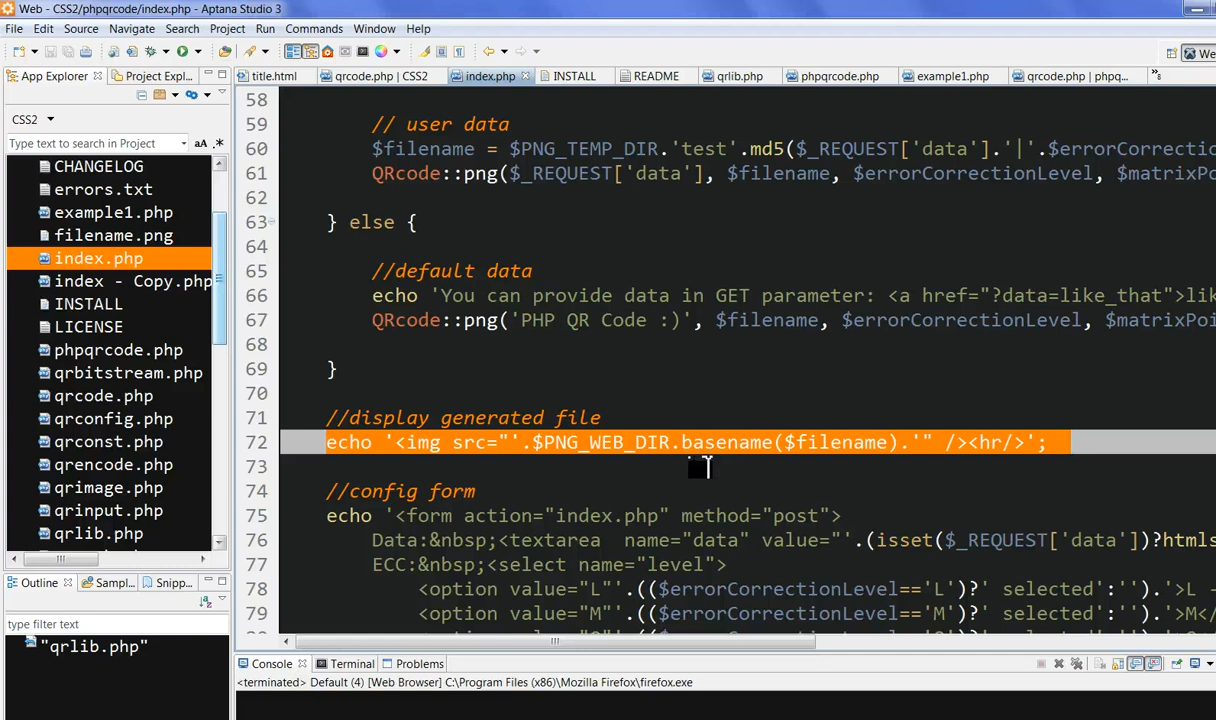 Web - CSS2/phpqrcode/index.php - Aptana Studio 3
File Edit Source Navigate Search Project Run Commands Window Help
App Explorer Project Expl...
title.html qrcode.php | CSS2 index.php INSTALL README qrlib.php phpqrcode.php example1.php qrcode.php | phpq... »8
CSS2
Type text to search in Project aA .*
CHANGELOG
errors.txt
example1.php
filename.png
index.php
index - Copy.php
INSTALL
LICENSE
phpqrcode.php
qrbitstream.php
qrcode.php
qrconfig.php
qrconst.php
qrencode.php
qrimage.php
qrinput.php
qrlib.php
58
59 // user data
60 $filename = $PNG_TEMP_DIR.'test'.md5($_REQUEST['data'].'|'.$errorCorrectio
61 QRcode::png($_REQUEST['data'], $filename, $errorCorrectionLevel, $matrixPo
62
63 } else {
64
65 //default data
66 echo 'You can provide data in GET parameter: <a href="?data=like_that">lik
67 QRcode::png('PHP QR Code :)', $filename, $errorCorrectionLevel, $matrixPoi
68
69 }
70
71 //display generated file
72 echo '<img src="'.$PNG_WEB_DIR.basename($filename).'" /><hr/>';
73
74 //config form
75 echo '<form action="index.php" method="post">
76 Data:&nbsp;<textarea name="data" value="'.(isset($_REQUEST['data'])?htmls
77 ECC:&nbsp;<select name="level">
78 <option value="L"'.(($errorCorrectionLevel=='L')?' selected':'').'>L -
79 <option value="M"'.(($errorCorrectionLevel=='M')?' selected':'').'>M</
Outline Sampl... Snipp...
type filter text
"qrlib.php"
Console Terminal Problems
<terminated> Default (4) [Web Browser] C:\Program Files (x86)\Mozilla Firefox\firefox.exe